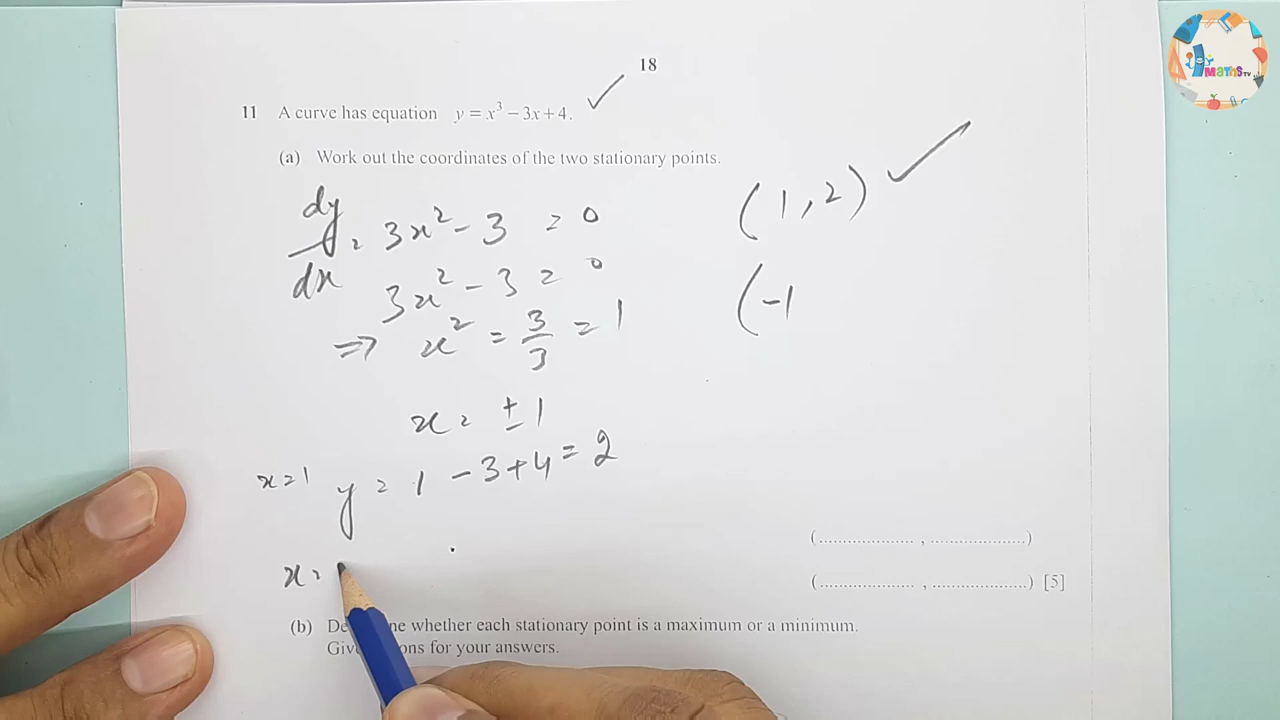 18
11 A curve has equation y = x³ − 3x + 4.
(a) Work out the coordinates of the two stationary points.
dy/dx = 3x² − 3 = 0
3x² − 3 = 0
⇒ x² = 3/3 = 1
x = ±1
x = 1 y = 1 − 3 + 4 = 2
x =
(1, 2)
(−1
(.................... , ....................)
(.................... , ....................) [5]
(b) ne whether each stationary point is a maximum or a minimum.
Giv ons for your answers.
MATHS TV